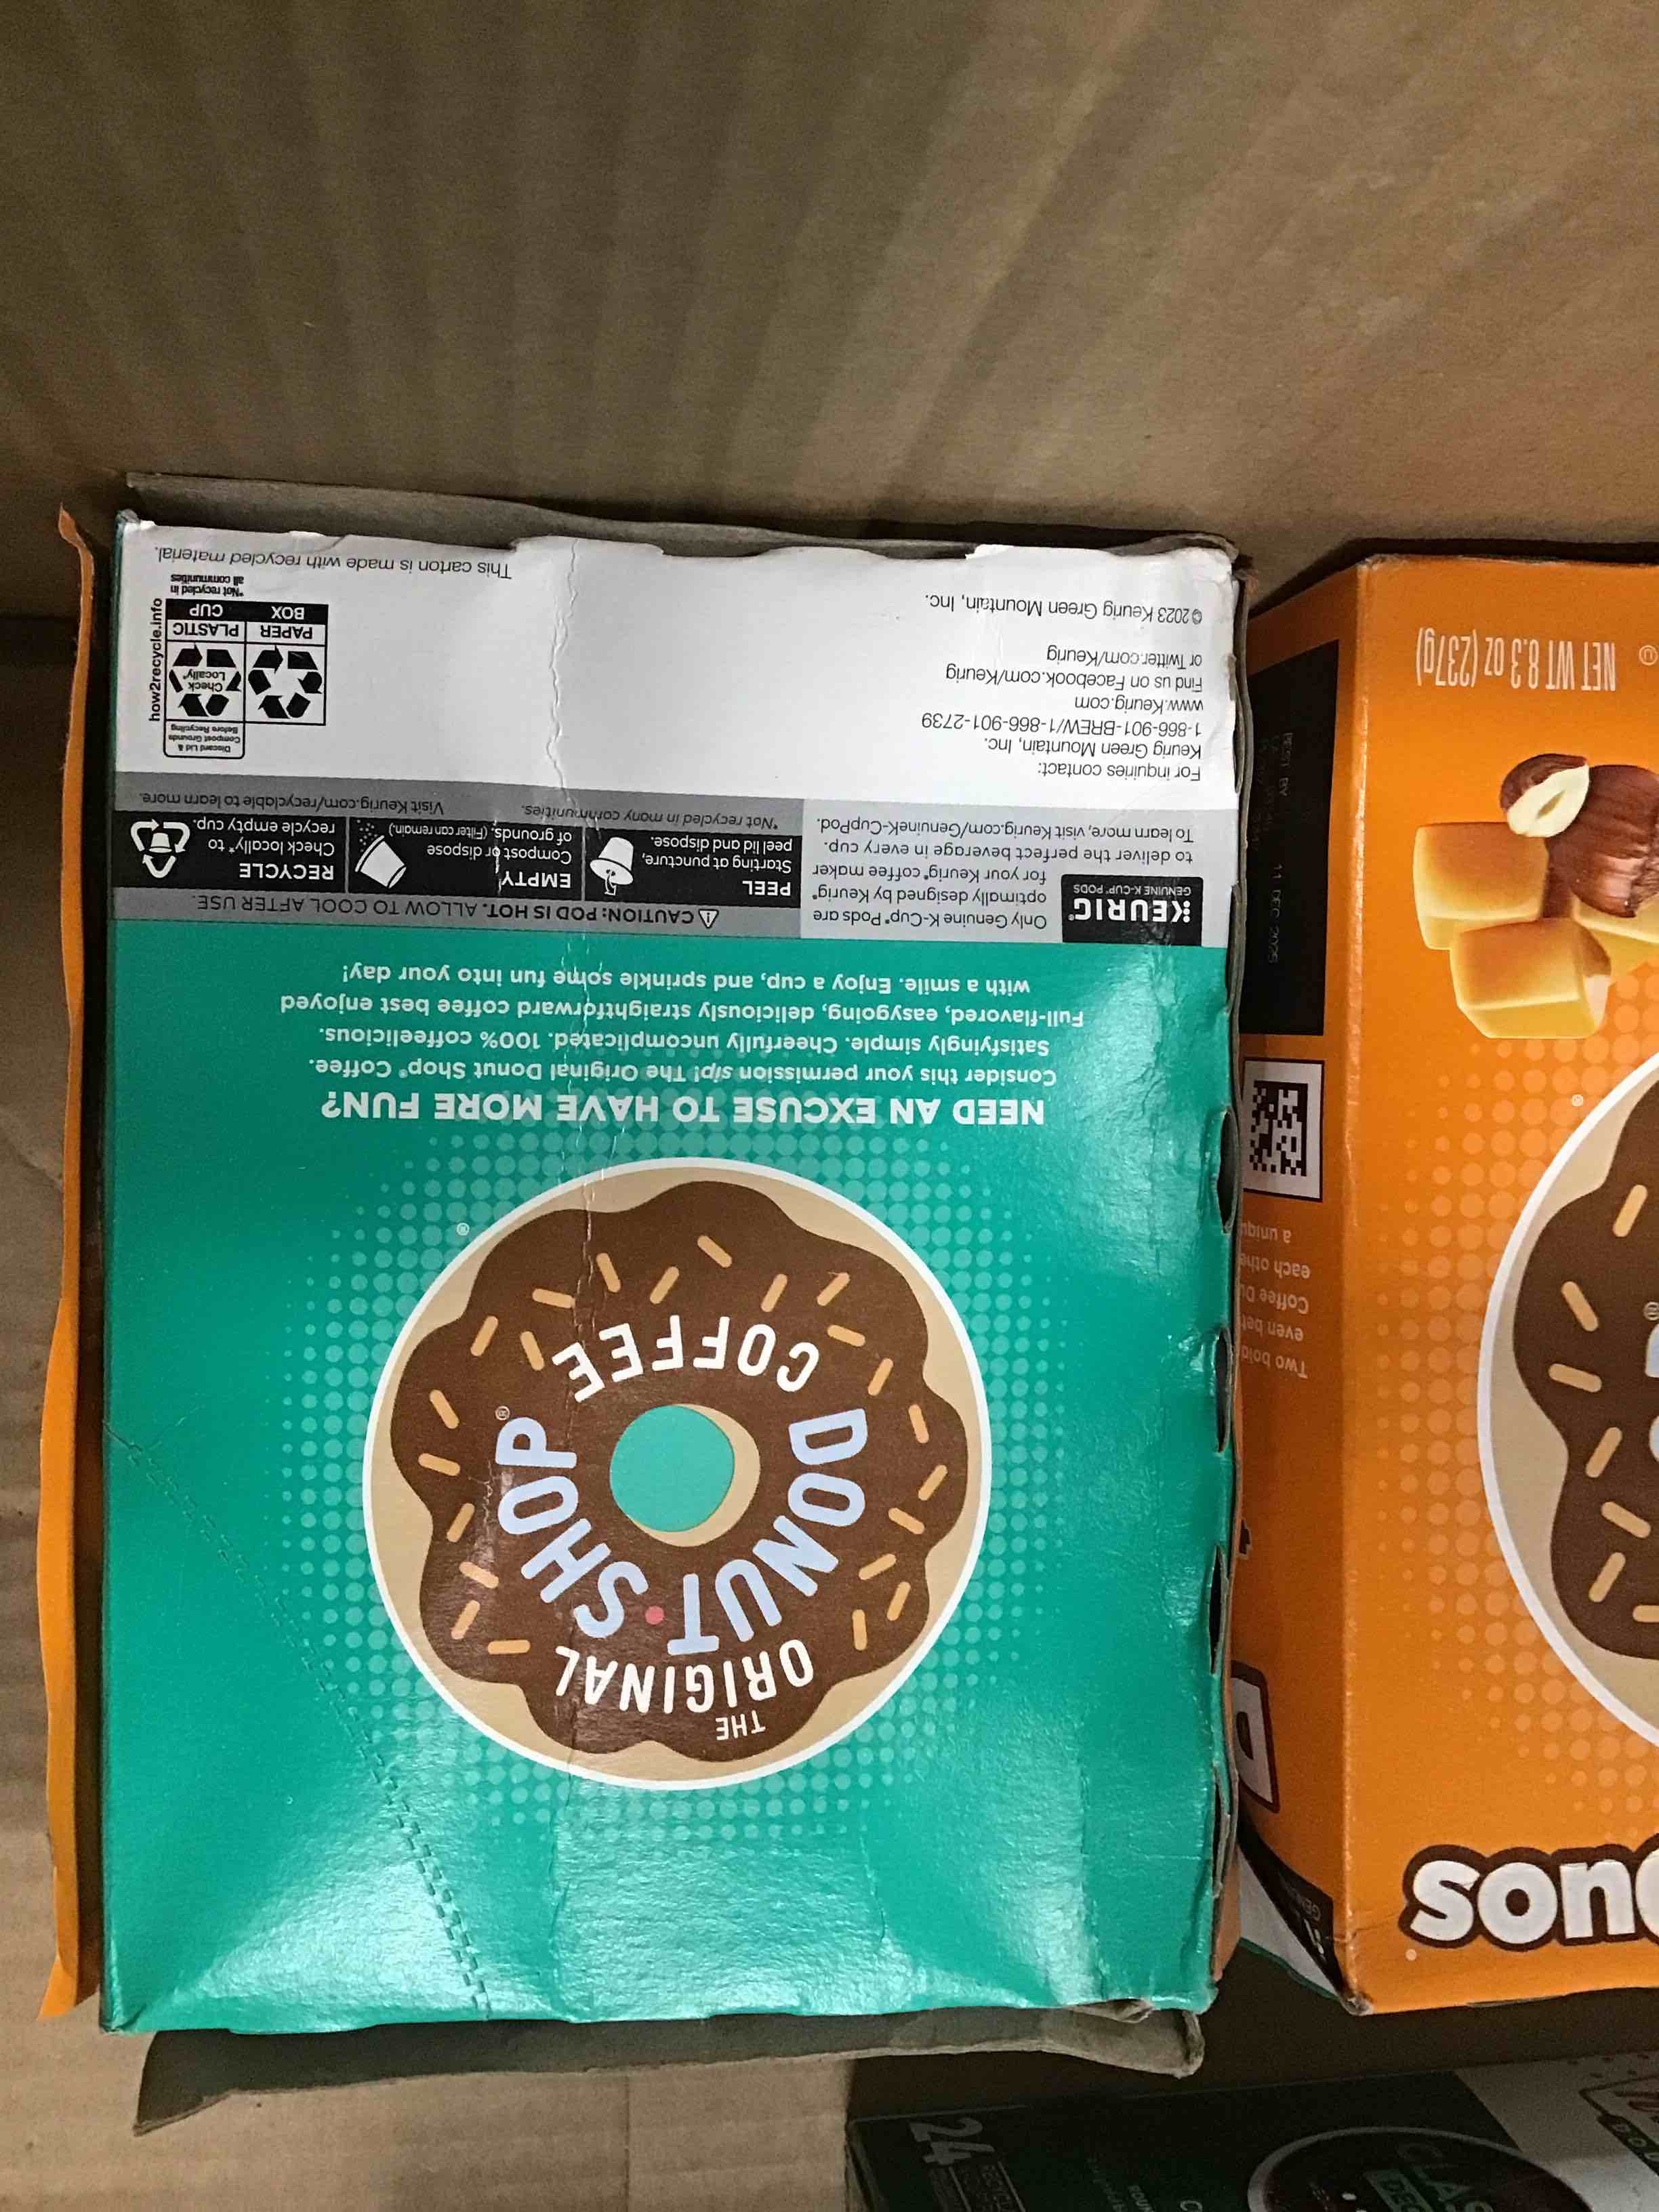 THE
ORIGINAL
DONUT SHOP®
COFFEE
®
NEED AN EXCUSE TO HAVE MORE FUN?
Consider this your permission sip! The Original Donut Shop® Coffee.
Satisfyingly simple. Cheerfully uncomplicated. 100% coffeelicious.
Full-flavored, easygoing, deliciously straightforward coffee best enjoyed
with a smile. Enjoy a cup, and sprinkle some fun into your day!
KEURIG®
GENUINE K-CUP® PODS
Only Genuine K-Cup® Pods are
optimally designed by Keurig®
for your Keurig® coffee maker
to deliver the perfect beverage in every cup.
To learn more, visit Keurig.com/GenuineK-CupPod.
⚠ CAUTION: POD IS HOT. ALLOW TO COOL AFTER USE.
PEEL
Starting at puncture,
peel lid and dispose.
EMPTY
Compost or dispose
of grounds. (Filter can remain.)
RECYCLE
Check locally* to
recycle empty cup.
*Not recycled in many communities.
Visit Keurig.com/recyclable to learn more.
For inquiries contact:
Keurig Green Mountain, Inc.
1-866-901-BREW/1-866-901-2739
www.Keurig.com
Find us on Facebook.com/Keurig
or Twitter.com/Keurig
© 2023 Keurig Green Mountain, Inc.
Discard Lid &
Compost Grounds
Before Recycling
Check
Locally*
PAPER
BOX
PLASTIC
CUP
*Not recycled in
all communities
how2recycle.info
This carton is made with recycled material.
Two bold
even bet
Coffee Du
each othe
a uniqu
BEST BY
11 DEC 2025
NET WT 8.3 oz (237g)
24